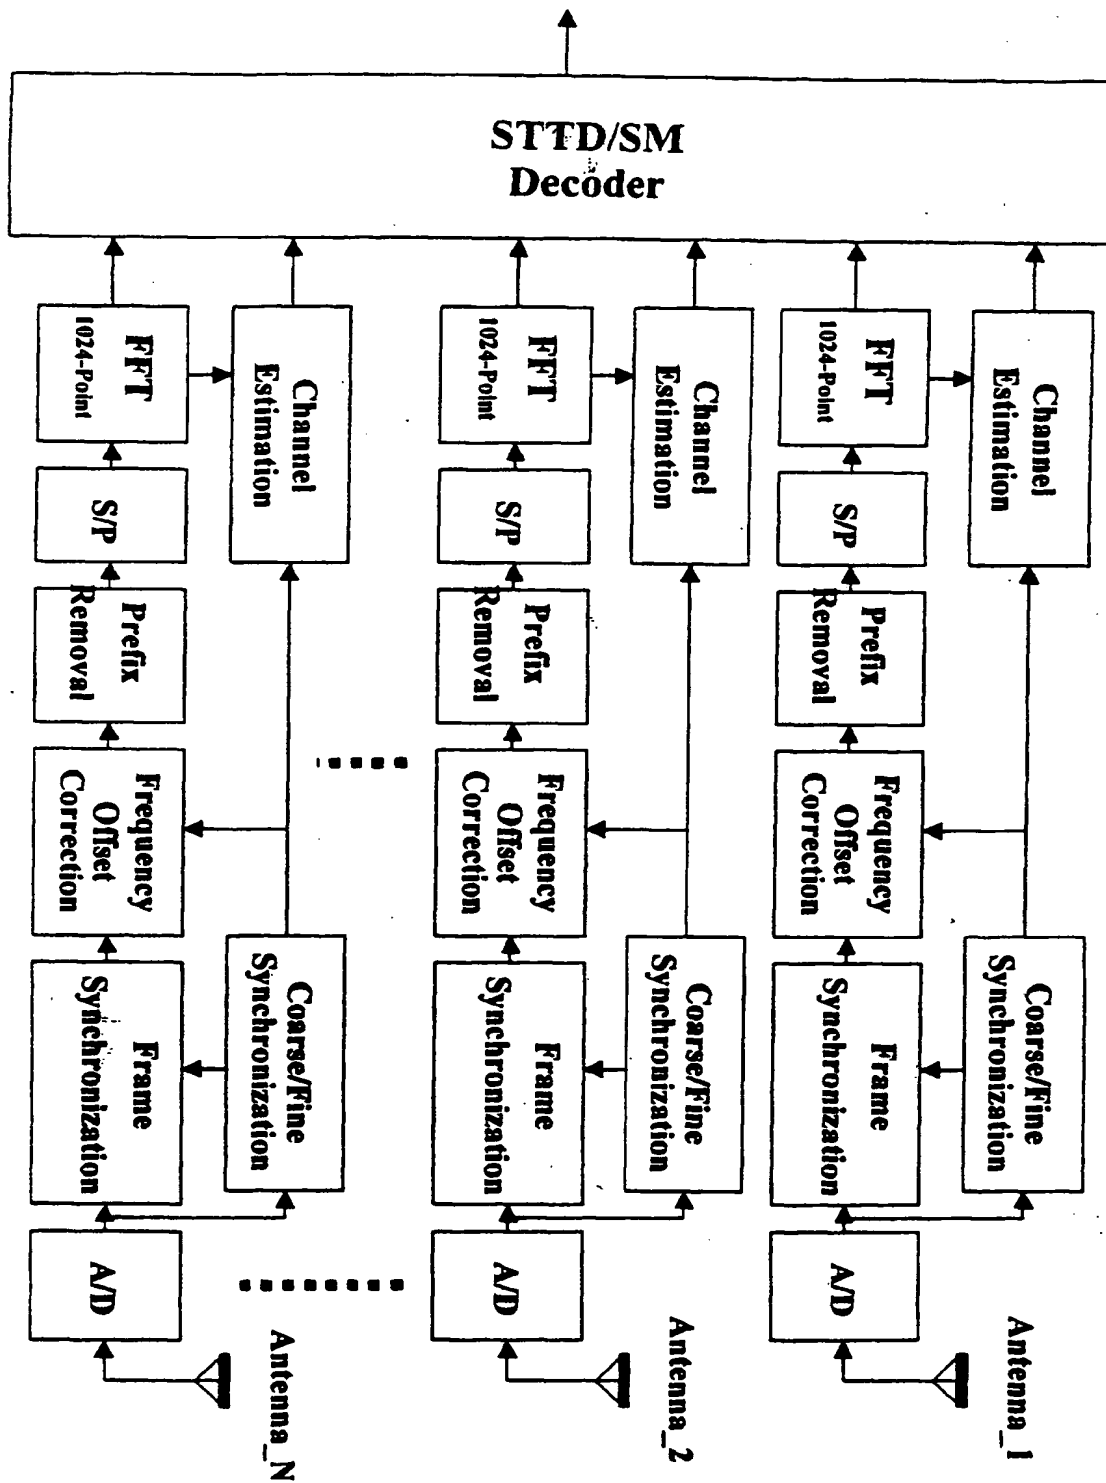 STTD/SM
Decoder
Channel
Estimation
FFT
1024-Point
S/P
Prefix
Removal
Frequency
Offset
Correction
Coarse/Fine
Synchronization
Frame
Synchronization
A/D
Antenna_1
Channel
Estimation
FFT
1024-Point
S/P
Prefix
Removal
Frequency
Offset
Correction
Coarse/Fine
Synchronization
Frame
Synchronization
A/D
Antenna_2
Channel
Estimation
FFT
1024-Point
S/P
Prefix
Removal
Frequency
Offset
Correction
Coarse/Fine
Synchronization
Frame
Synchronization
A/D
Antenna_N